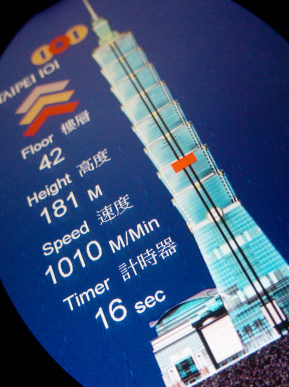 TAIPEI 101
Floor 樓層
42
Height 高度
181 M
Speed 速度
1010 M/Min
Timer 計時器
16 sec